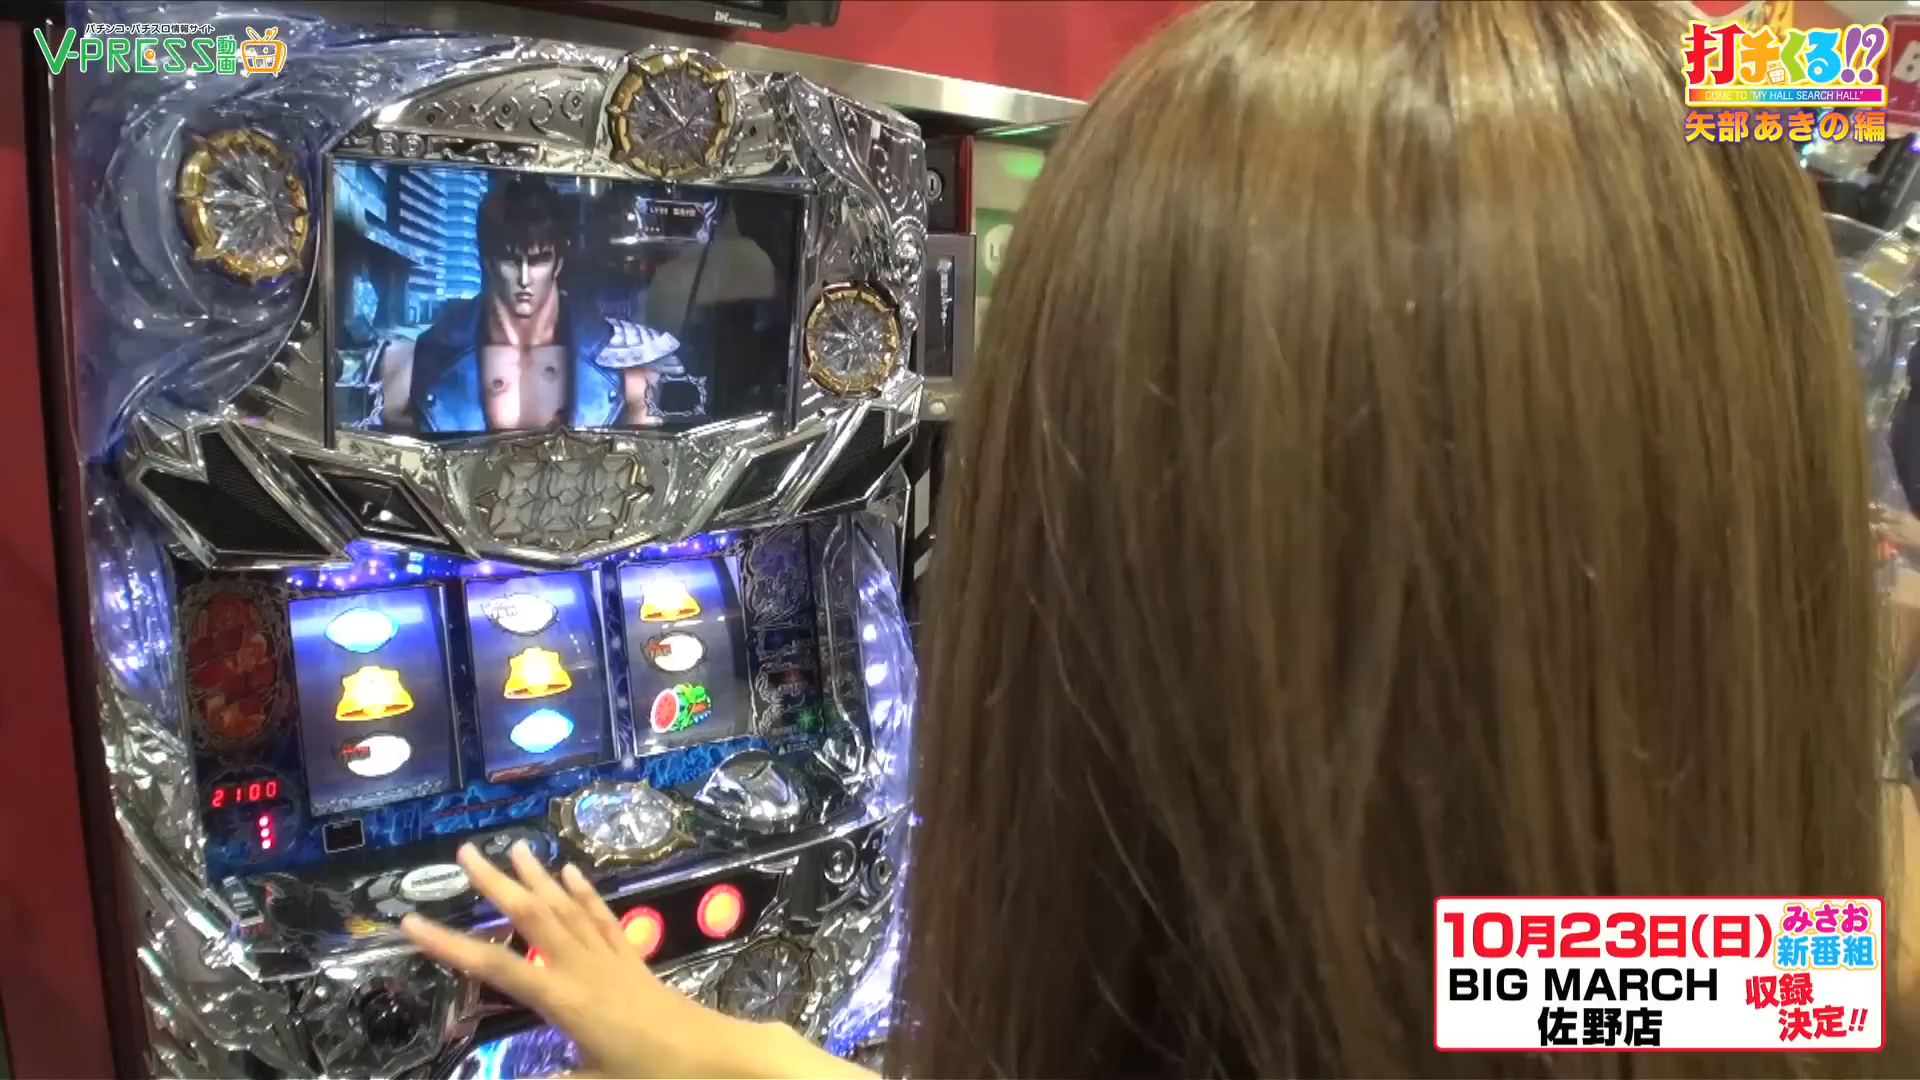 パチンコ・パチスロ情報サイト
V-PRESS動画
打チくる!?
COME TO "MY HALL SEARCH HALL"
矢部あきの編
2100
10月23日(日)
みさお
新番組
BIG MARCH
佐野店
収録
決定!!